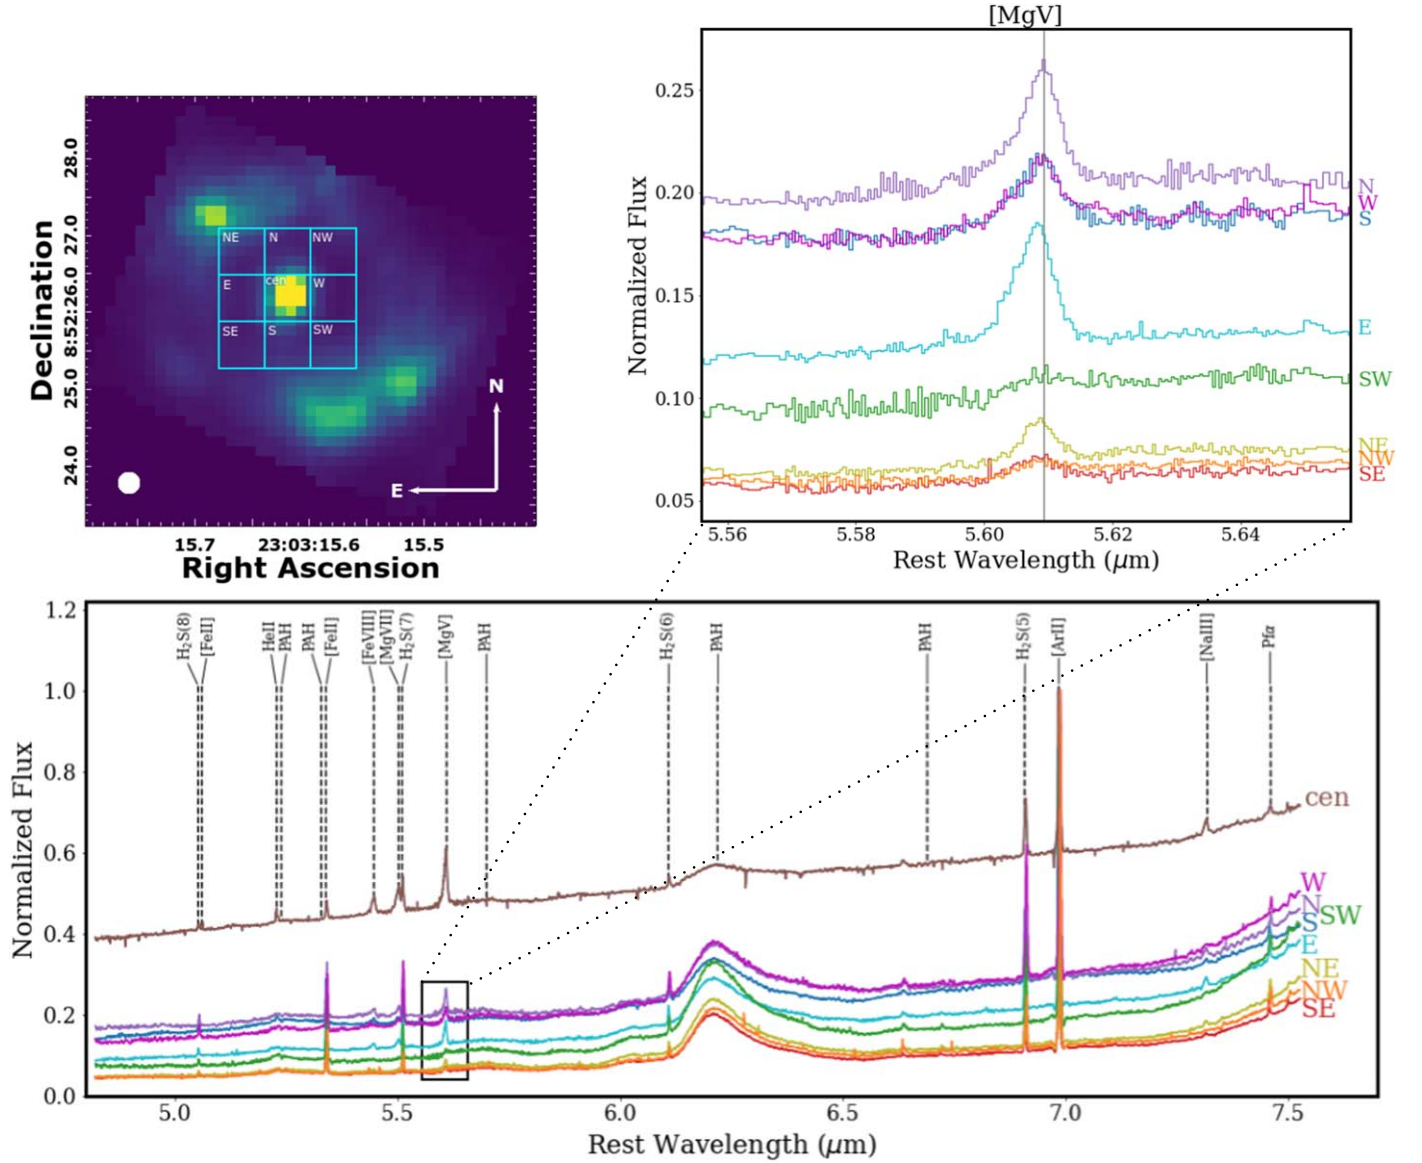 [MgV]
Declination
28.0
27.0
8:52:26.0
25.0
24.0
NE N NW
E cen W
SE S SW
N
E
15.7 23:03:15.6 15.5
Right Ascension
Normalized Flux
0.25
0.20
0.15
0.10
0.05
N
W
S
E
SW
NE
NW
SE
5.56 5.58 5.60 5.62 5.64
Rest Wavelength (μm)
Normalized Flux
1.2
1.0
0.8
0.6
0.4
0.2
0.0
H₂S(8)
[FeII]
HeII
PAH
PAH
[FeII]
[FeVIII]
[MgVII]
H₂S(7)
[MgV]
PAH
H₂S(6)
PAH
PAH
H₂S(5)
[ArII]
[NaIII]
Pfα
cen
W
N
S SW
E
NE
NW
SE
5.0 5.5 6.0 6.5 7.0 7.5
Rest Wavelength (μm)